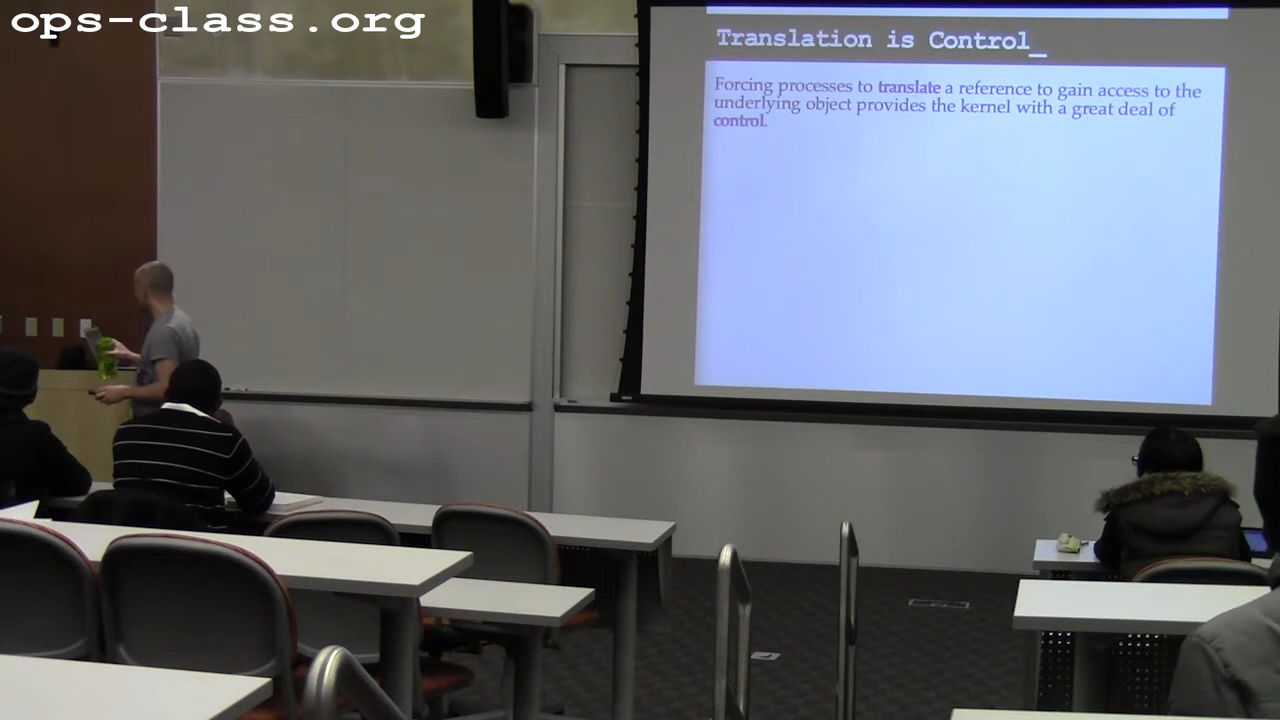 ops-class.org
Translation is Control_
Forcing processes to translate a reference to gain access to the
underlying object provides the kernel with a great deal of
control.